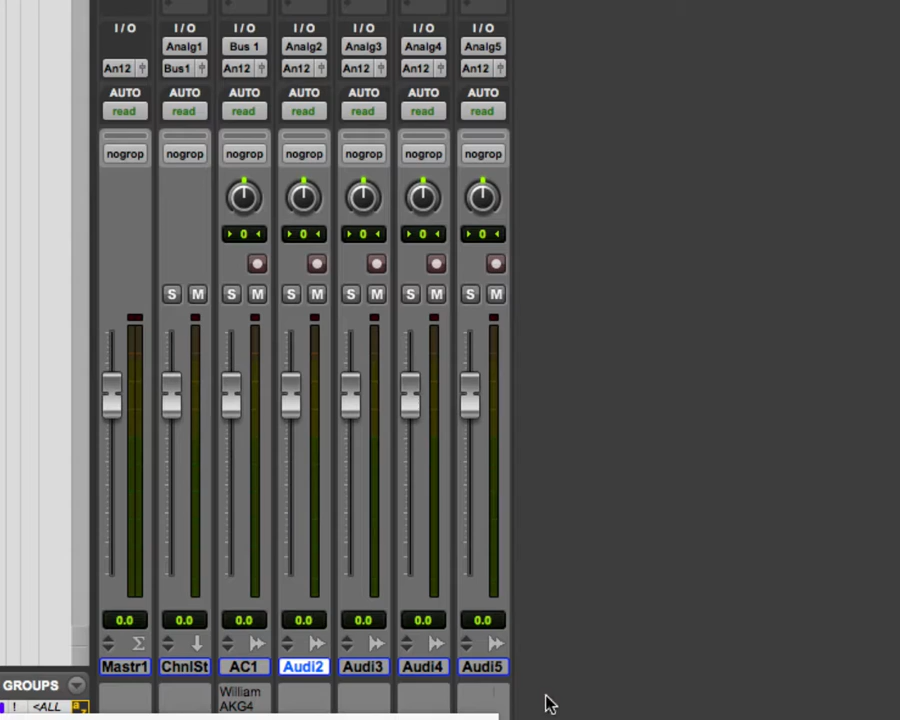 I/O I/O I/O I/O I/O I/O I/O
Analg1 Bus 1 Analg2 Analg3 Analg4 Analg5
An12 Bus1 An12 An12 An12 An12 An12
AUTO AUTO AUTO AUTO AUTO AUTO AUTO
read read read read read read read
nogrop nogrop nogrop nogrop nogrop nogrop nogrop
0 0 0 0 0
S M S M S M S M S M S M
0.0 0.0 0.0 0.0 0.0 0.0 0.0
Mastr1 ChnlSt AC1 Audi2 Audi3 Audi4 Audi5
GROUPS
William
AKG4
! <ALL a z